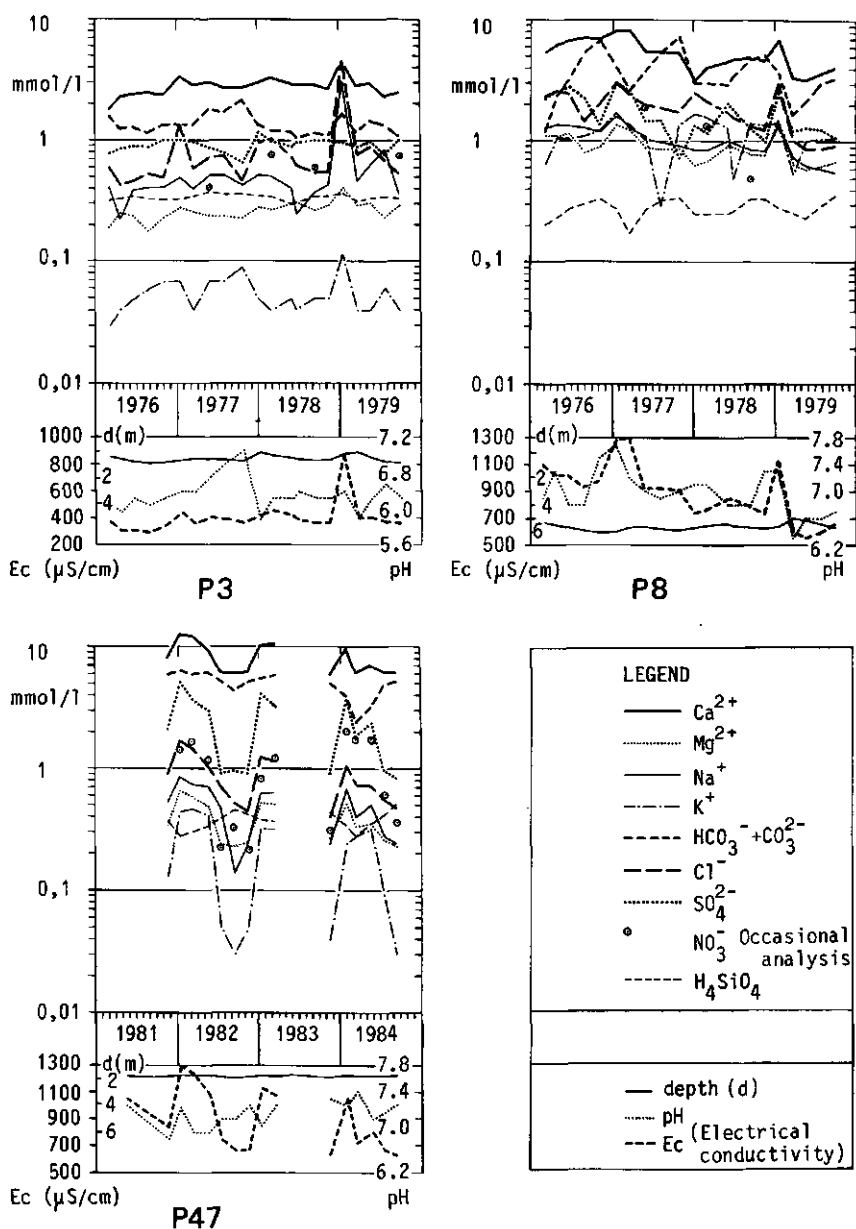 10
mmol/l
1
0,1
0,01
1976 1977 1978 1979
1000 d(m) 7.2
800 2 6.8
600 4
400 6.0
200 5.6
Ec (µS/cm) pH
P3
10
mmol/l
1
0,1
0,01
1976 1977 1978 1979
1300 d(m) 7.8
1100 2 7.4
900 4 7.0
700 6
500 6.2
Ec (µS/cm) pH
P8
10
mmol/l
1
0,1
0,01
1981 1982 1983 1984
1300 d(m) 7.8
1100 2 7.4
900 4 7.0
700 6
500 6.2
Ec (µS/cm) pH
P47
LEGEND
Ca²⁺
Mg²⁺
Na⁺
K⁺
HCO₃⁻+CO₃²⁻
Cl⁻
SO₄²⁻
NO₃⁻ Occasional
analysis
H₄SiO₄
depth (d)
pH
Ec (Electrical
conductivity)